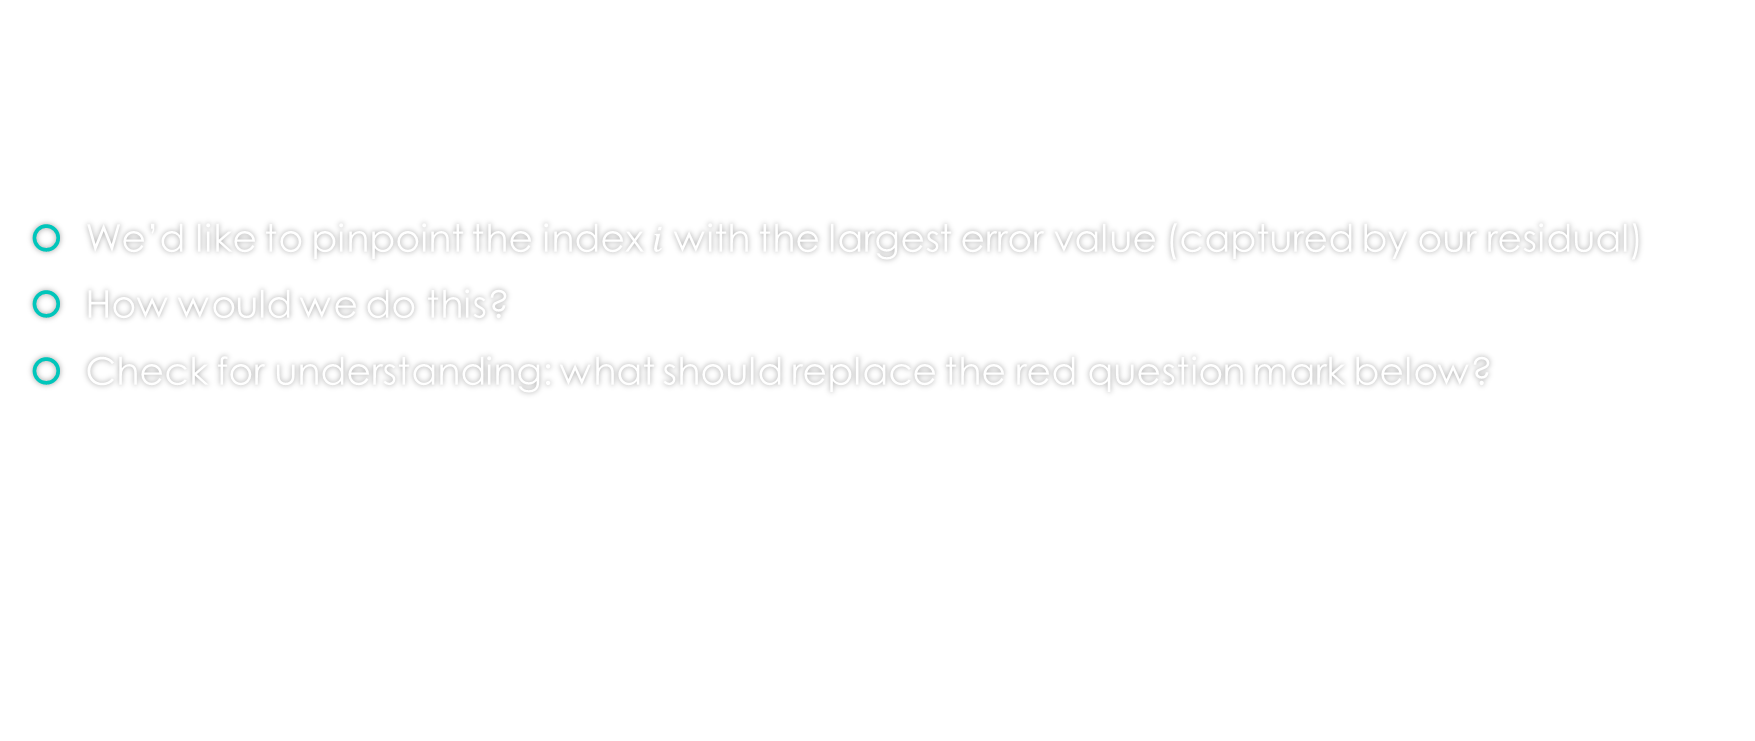 We’d like to pinpoint the index i with the largest error value (captured by our residual)
How would we do this?
Check for understanding: what should replace the red question mark below?